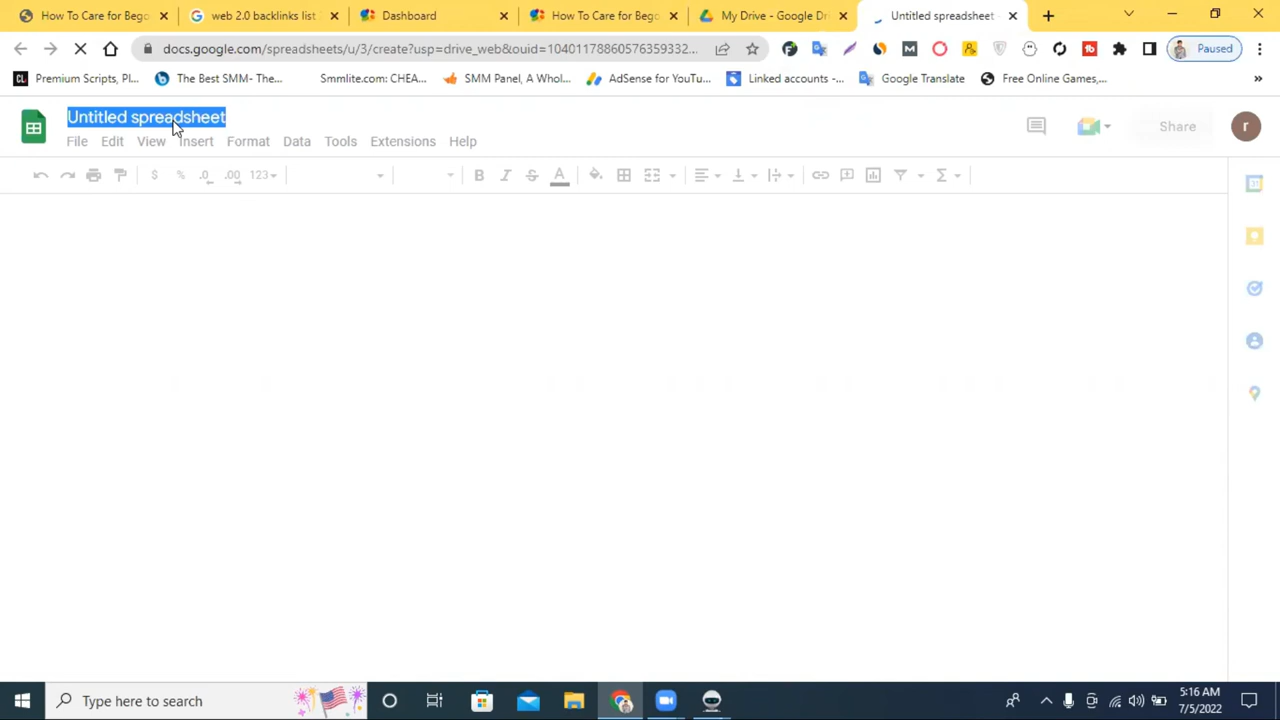 How To Care for Bego
web 2.0 backlinks list
Dashboard
How To Care for Bego
My Drive - Google Dri
Untitled spreadsheet
docs.google.com/spreadsheets/u/3/create?usp=drive_web&ouid=104011788605763593332...
Paused
CL Premium Scripts, Pl...
The Best SMM- The...
Smmlite.com: CHEA...
SMM Panel, A Whol...
AdSense for YouTu...
Linked accounts -...
Google Translate
Free Online Games,...
Untitled spreadsheet
File Edit View Insert Format Data Tools Extensions Help
Share
r
$ % .0 .00 123 B I S A
Type here to search
5:16 AM
7/5/2022